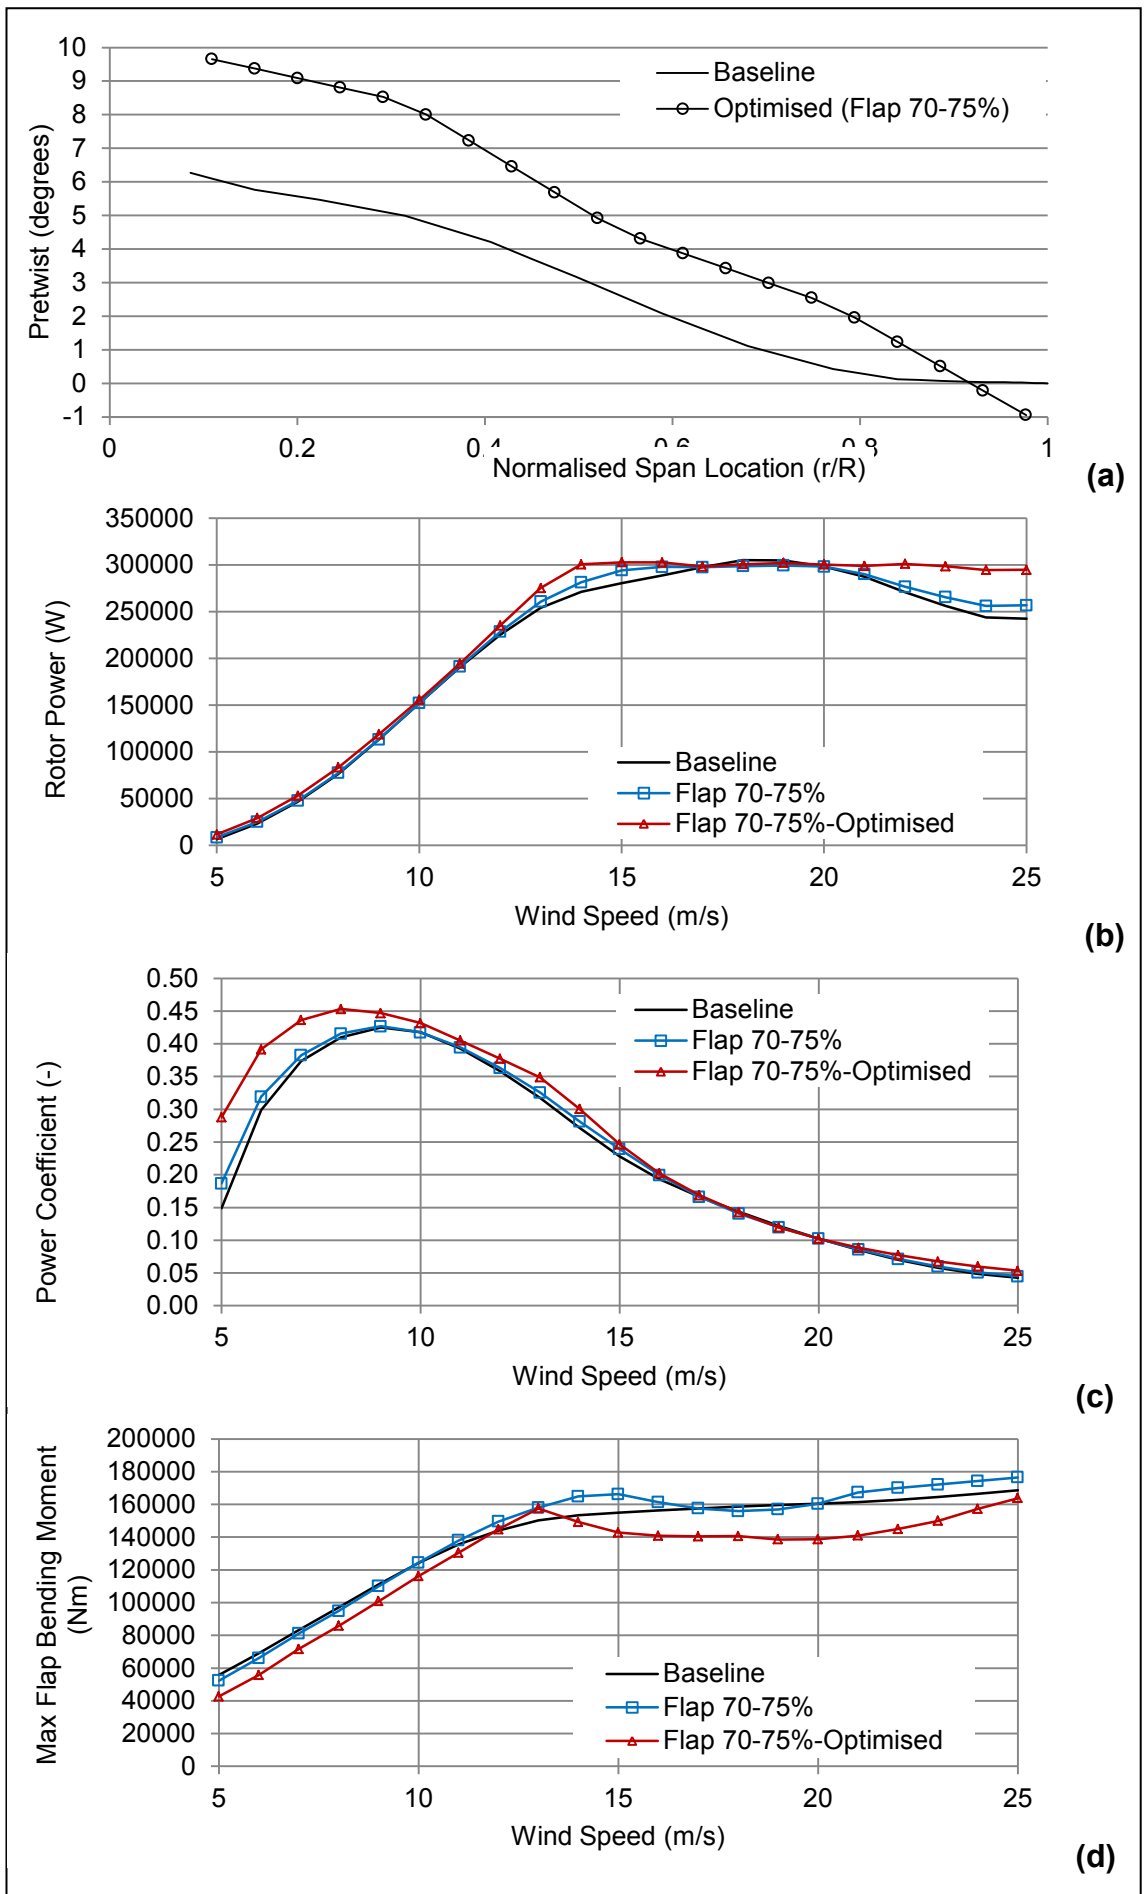 10
9
8
7
6
5
4
3
2
1
0
-1
Pretwist (degrees)
Baseline
Optimised (Flap 70-75%)
0 0.2 0.4 0.6 0.8 1
Normalised Span Location (r/R)
(a)
350000
300000
250000
200000
150000
100000
50000
0
Rotor Power (W)
Baseline
Flap 70-75%
Flap 70-75%-Optimised
5 10 15 20 25
Wind Speed (m/s)
(b)
0.50
0.45
0.40
0.35
0.30
0.25
0.20
0.15
0.10
0.05
0.00
Power Coefficient (-)
Baseline
Flap 70-75%
Flap 70-75%-Optimised
5 10 15 20 25
Wind Speed (m/s)
(c)
200000
180000
160000
140000
120000
100000
80000
60000
40000
20000
0
Max Flap Bending Moment
(Nm)
Baseline
Flap 70-75%
Flap 70-75%-Optimised
5 10 15 20 25
Wind Speed (m/s)
(d)